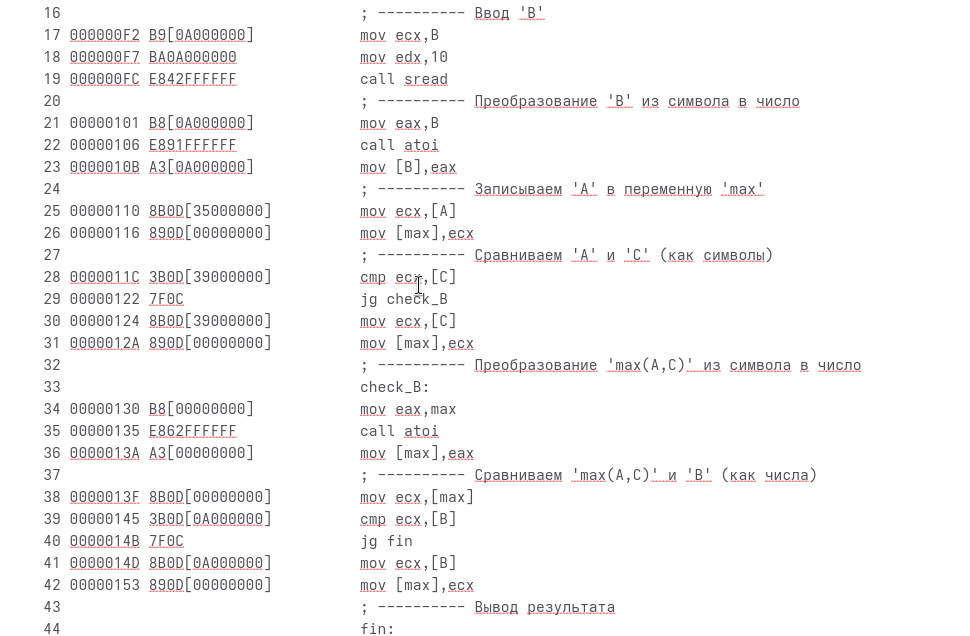 16 ; ---------- Ввод 'B'
17 000000F2 B9[0A000000] mov ecx,B
18 000000F7 BA0A000000 mov edx,10
19 000000FC E842FFFFFF call sread
20 ; ---------- Преобразование 'B' из символа в число
21 00000101 B8[0A000000] mov eax,B
22 00000106 E891FFFFFF call atoi
23 0000010B A3[0A000000] mov [B],eax
24 ; ---------- Записываем 'A' в переменную 'max'
25 00000110 8B0D[35000000] mov ecx,[A]
26 00000116 890D[00000000] mov [max],ecx
27 ; ---------- Сравниваем 'A' и 'C' (как символы)
28 0000011C 3B0D[39000000] cmp ecx,[C]
29 00000122 7F0C jg check_B
30 00000124 8B0D[39000000] mov ecx,[C]
31 0000012A 890D[00000000] mov [max],ecx
32 ; ---------- Преобразование 'max(A,C)' из символа в число
33 check_B:
34 00000130 B8[00000000] mov eax,max
35 00000135 E862FFFFFF call atoi
36 0000013A A3[00000000] mov [max],eax
37 ; ---------- Сравниваем 'max(A,C)' и 'B' (как числа)
38 0000013F 8B0D[00000000] mov ecx,[max]
39 00000145 3B0D[0A000000] cmp ecx,[B]
40 0000014B 7F0C jg fin
41 0000014D 8B0D[0A000000] mov ecx,[B]
42 00000153 890D[00000000] mov [max],ecx
43 ; ---------- Вывод результата
44 fin: